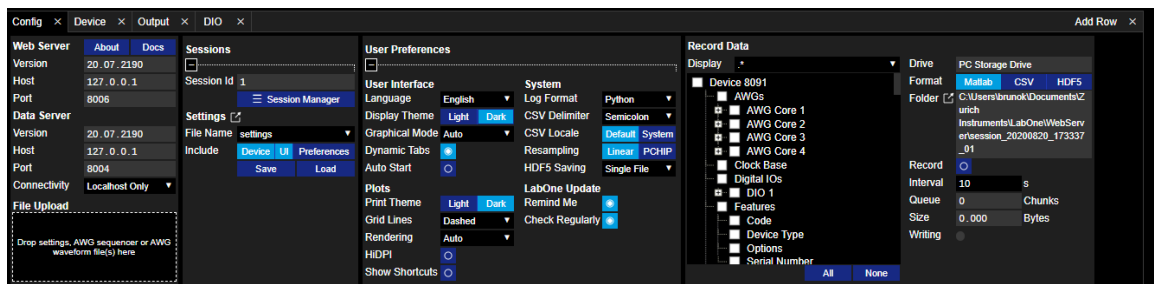 Config × Device × Output × DIO ×
Add Row ×
Web Server About Docs
Version 20.07.2190
Host 127.0.0.1
Port 8006
Data Server
Version 20.07.2190
Host 127.0.0.1
Port 8004
Connectivity Localhost Only
File Upload
Drop settings, AWG sequencer or AWG
waveform file(s) here
Sessions
Session Id 1
Session Manager
Settings
File Name settings
Include Device UI Preferences
Save Load
User Preferences
User Interface
Language English
Display Theme Light Dark
Graphical Mode Auto
Dynamic Tabs
Auto Start
Plots
Print Theme Light Dark
Grid Lines Dashed
Rendering Auto
HiDPI
Show Shortcuts
System
Log Format Python
CSV Delimiter Semicolon
CSV Locale Default System
Resampling Linear PCHIP
HDF5 Saving Single File
LabOne Update
Remind Me
Check Regularly
Record Data
Display .*
Device 8091
AWGs
AWG Core 1
AWG Core 2
AWG Core 3
AWG Core 4
Clock Base
Digital IOs
DIO 1
Features
Code
Device Type
Options
Serial Number
All None
Drive PC Storage Drive
Format Matlab CSV HDF5
Folder C:\Users\brunok\Documents\Z
urich
Instruments\LabOne\WebServ
er\session_20200820_173337
_01
Record
Interval 10 s
Queue 0 Chunks
Size 0.000 Bytes
Writing